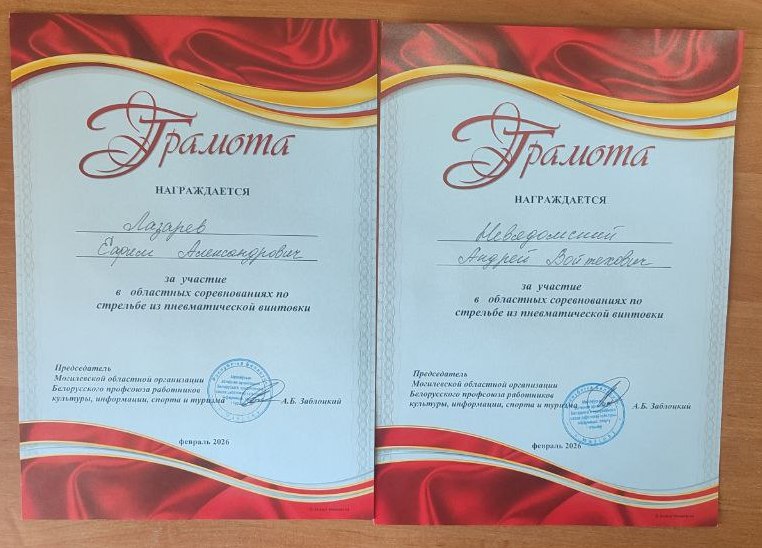 Грамота
НАГРАЖДАЕТСЯ
Лазарев
Ефрем Александрович
за участие
в областных соревнованиях по
стрельбе из пневматической винтовки
Председатель
Могилевской областной организации
Белорусского профсоюза работников
культуры, информации, спорта и туризма
А.Б. Заблоцкий
февраль 2026
Грамота
НАГРАЖДАЕТСЯ
Невядомский
Андрей Войтехович
за участие
в областных соревнованиях по
стрельбе из пневматической винтовки
Председатель
Могилевской областной организации
Белорусского профсоюза работников
культуры, информации, спорта и туризма
А.Б. Заблоцкий
февраль 2026